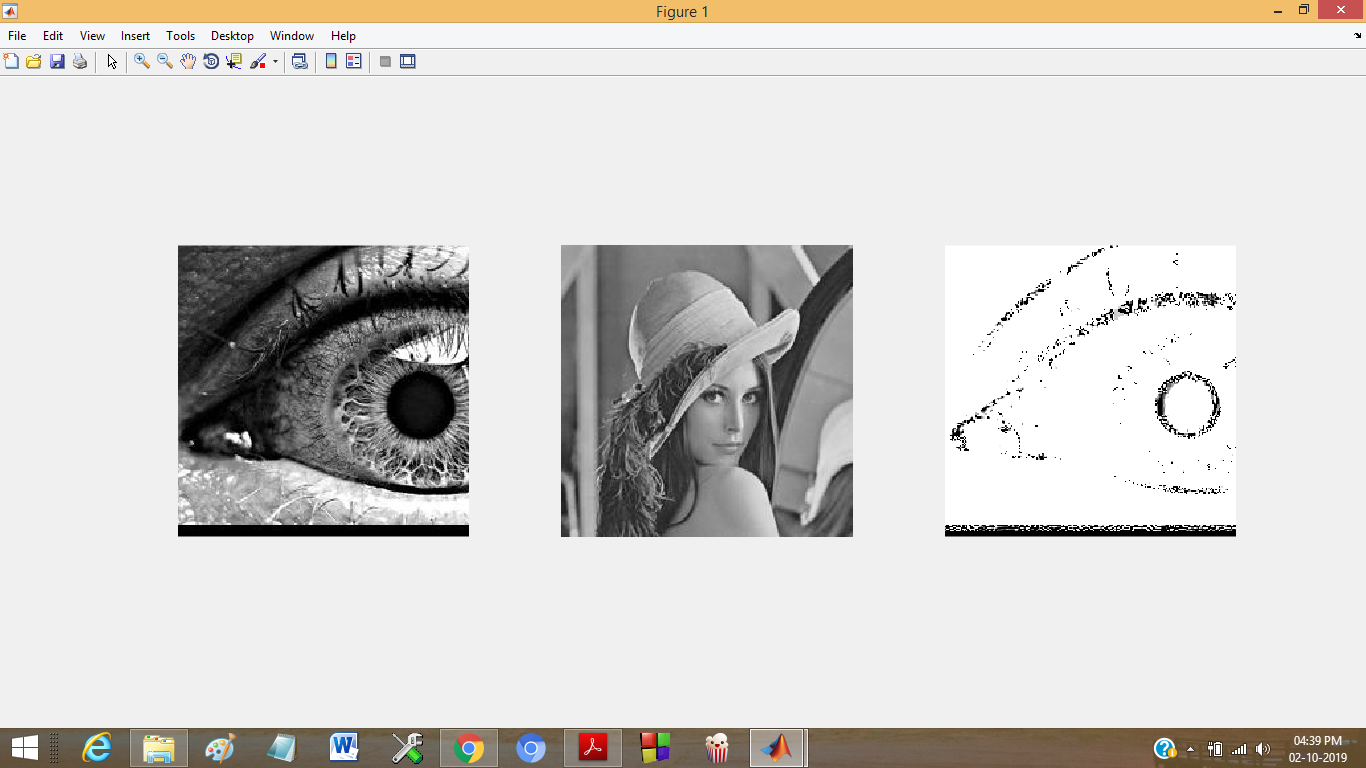 Figure 1
File Edit View Insert Tools Desktop Window Help
04:39 PM
02-10-2019